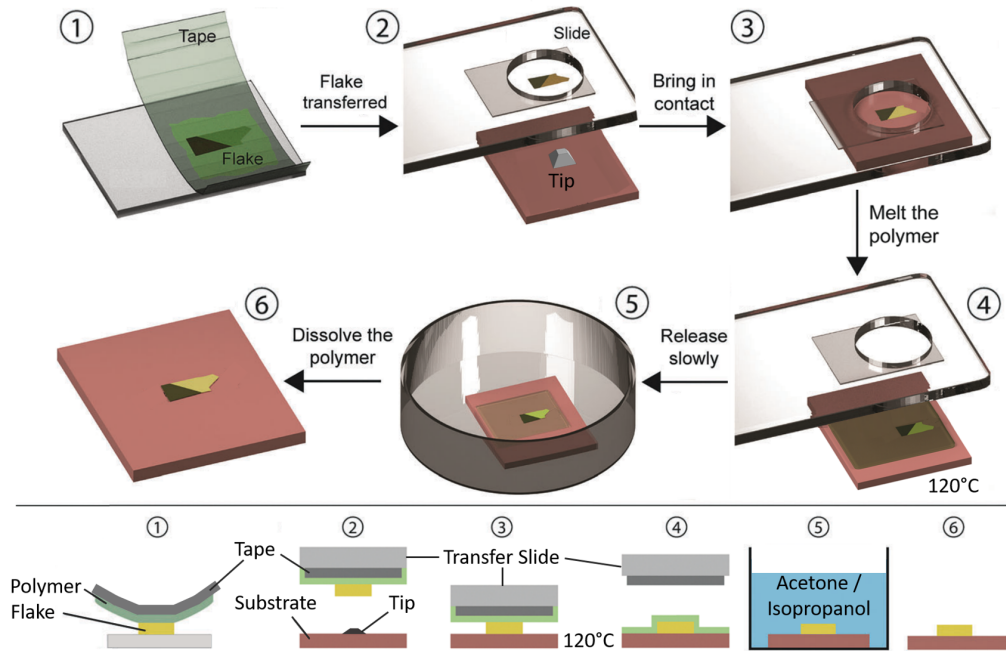 ①
Tape
Flake
Flake
transferred
②
Slide
Tip
Bring in
contact
③
Melt the
polymer
④
120°C
Release
slowly
⑤
Dissolve the
polymer
⑥
①
②
③
④
⑤
⑥
Tape
Transfer Slide
Polymer
Flake
Substrate
Tip
120°C
Acetone /
Isopropanol